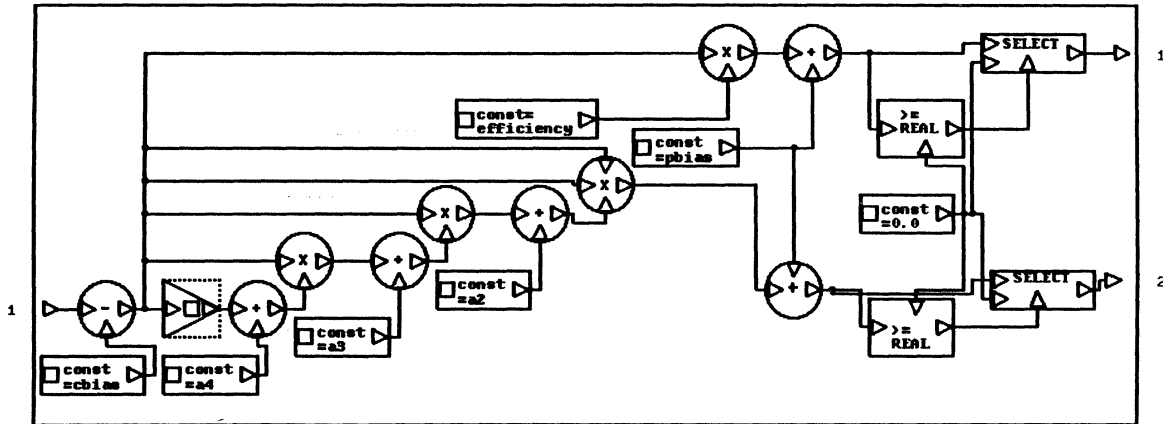 1
SELECT
x
+
const=
efficiency
>=
REAL
const
=pbias
x
const
=0.0
x
+
x
+
const
=a2
SELECT
2
1
-
+
+
>=
REAL
const
=a3
const
=cbias
const
=a4